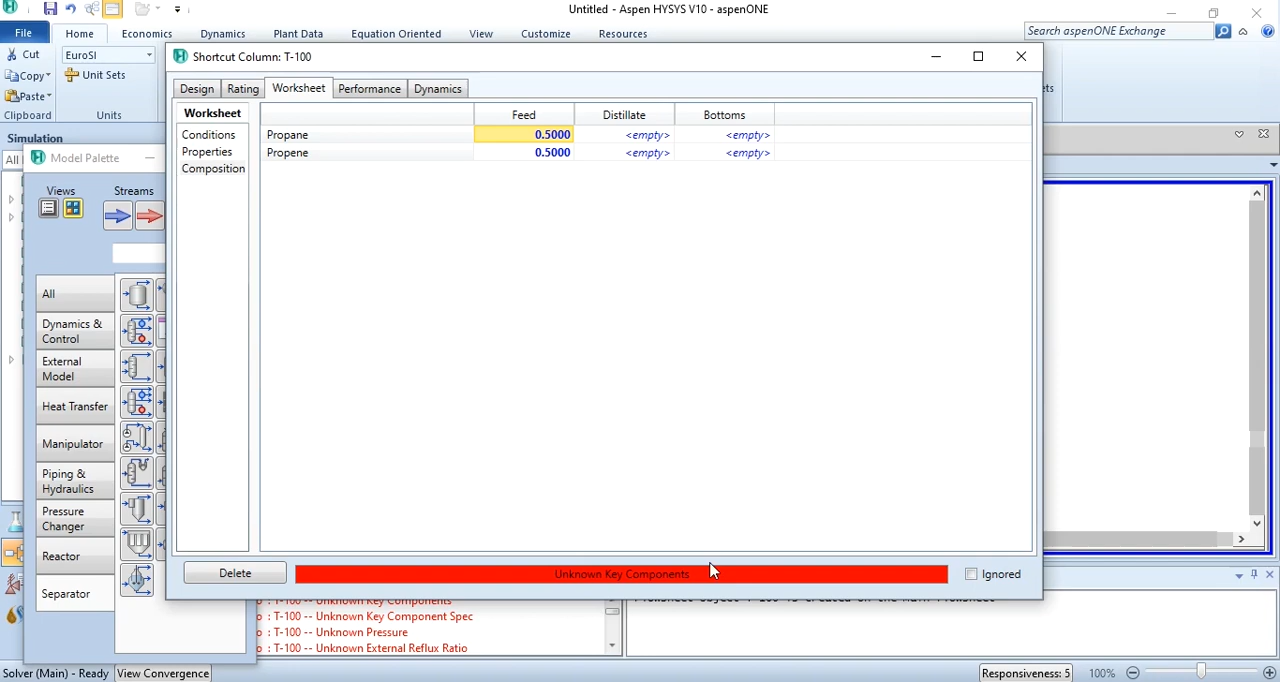 Untitled - Aspen HYSYS V10 - aspenONE
File Home Economics Dynamics Plant Data Equation Oriented View Customize Resources
Search aspenONE Exchange
Cut EuroSI
Copy Unit Sets
Paste
Clipboard Units
Simulation
All
Shortcut Column: T-100
Design Rating Worksheet Performance Dynamics
Worksheet
Conditions
Properties
Composition
Feed Distillate Bottoms
Propane 0.5000 <empty> <empty>
Propene 0.5000 <empty> <empty>
Delete Unknown Key Components Ignored
Model Palette
Views Streams
All
Dynamics &
Control
External
Model
Heat Transfer
Manipulator
Piping &
Hydraulics
Pressure
Changer
Reactor
Separator
o : T-100 -- Unknown Key Components
o : T-100 -- Unknown Key Component Spec
o : T-100 -- Unknown Pressure
o : T-100 -- Unknown External Reflux Ratio
Solver (Main) - Ready View Convergence Responsiveness: 5 100%